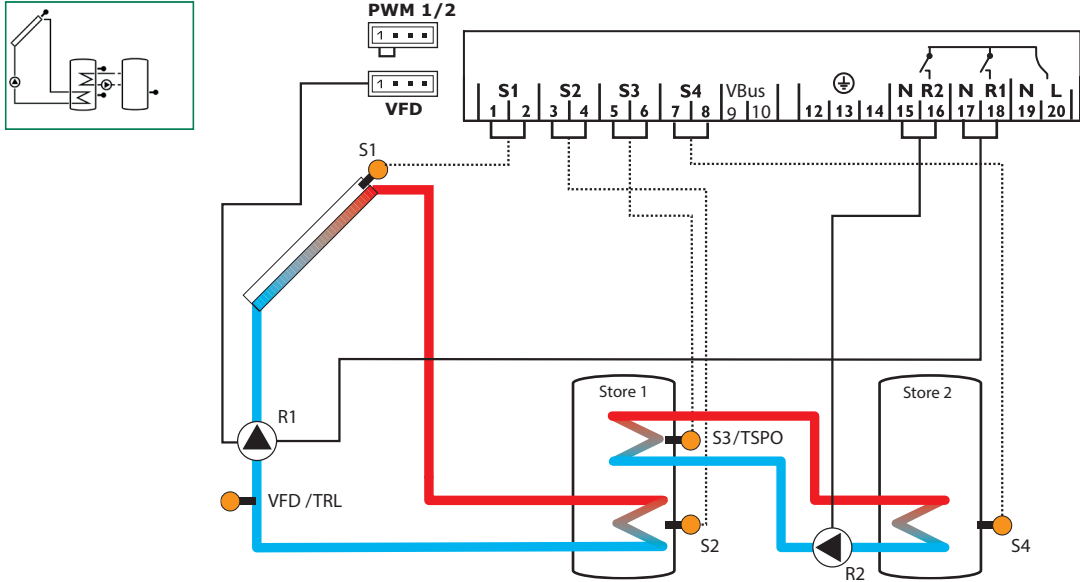 PWM 1/2
1
1
VFD
S1 S2 S3 S4 VBus N R2 N R1 N L
1 2 3 4 5 6 7 8 9 10 12 13 14 15 16 17 18 19 20
S1
Store 1
Store 2
R1
S3/TSPO
VFD /TRL
S2
S4
R2